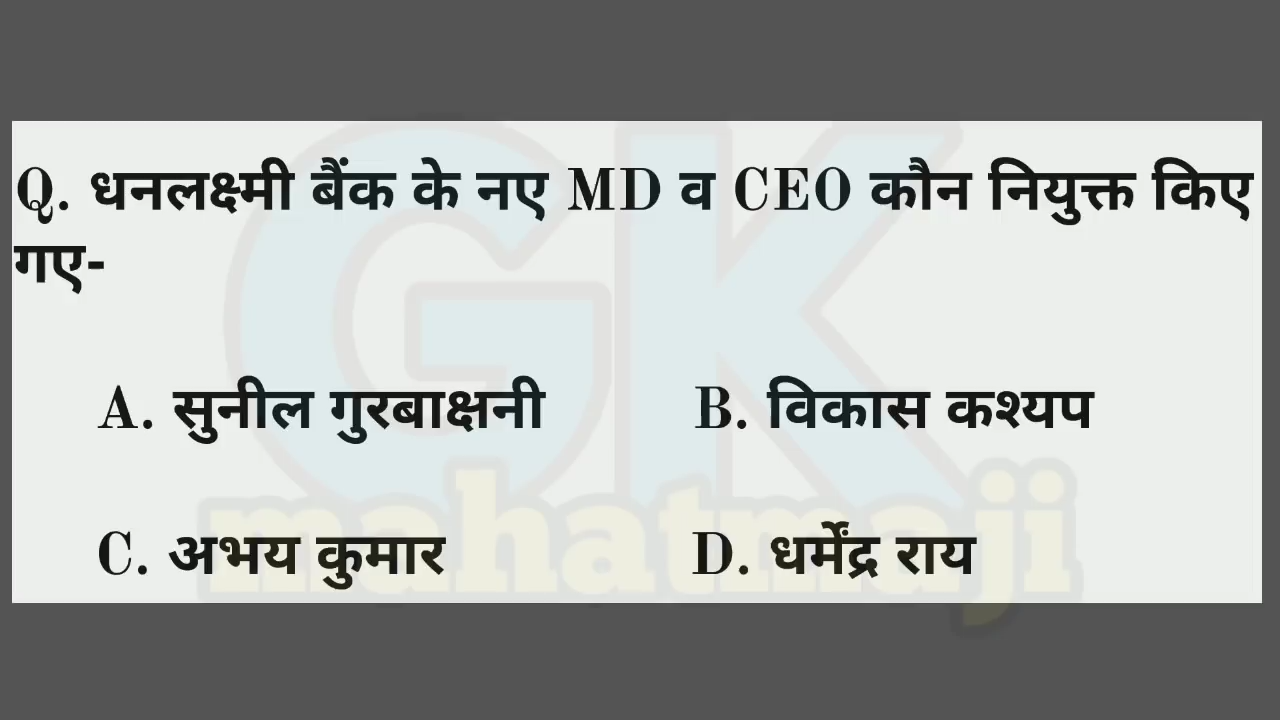 Q. धनलक्ष्मी बैंक के नए MD व CEO कौन नियुक्त किए
गए-
A. सुनील गुरबाक्षनी B. विकास कश्यप
C. अभय कुमार D. धर्मेंद्र राय
GK
mahatmaji